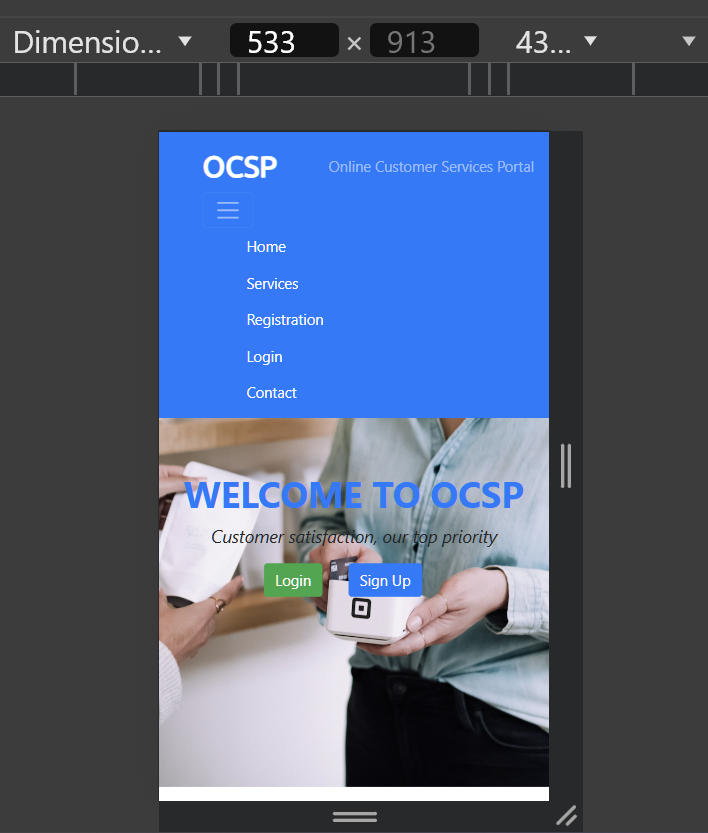 Dimensio... 533 × 913 43...
OCSP Online Customer Services Portal
Home
Services
Registration
Login
Contact
WELCOME TO OCSP
Customer satisfaction, our top priority
Login Sign Up